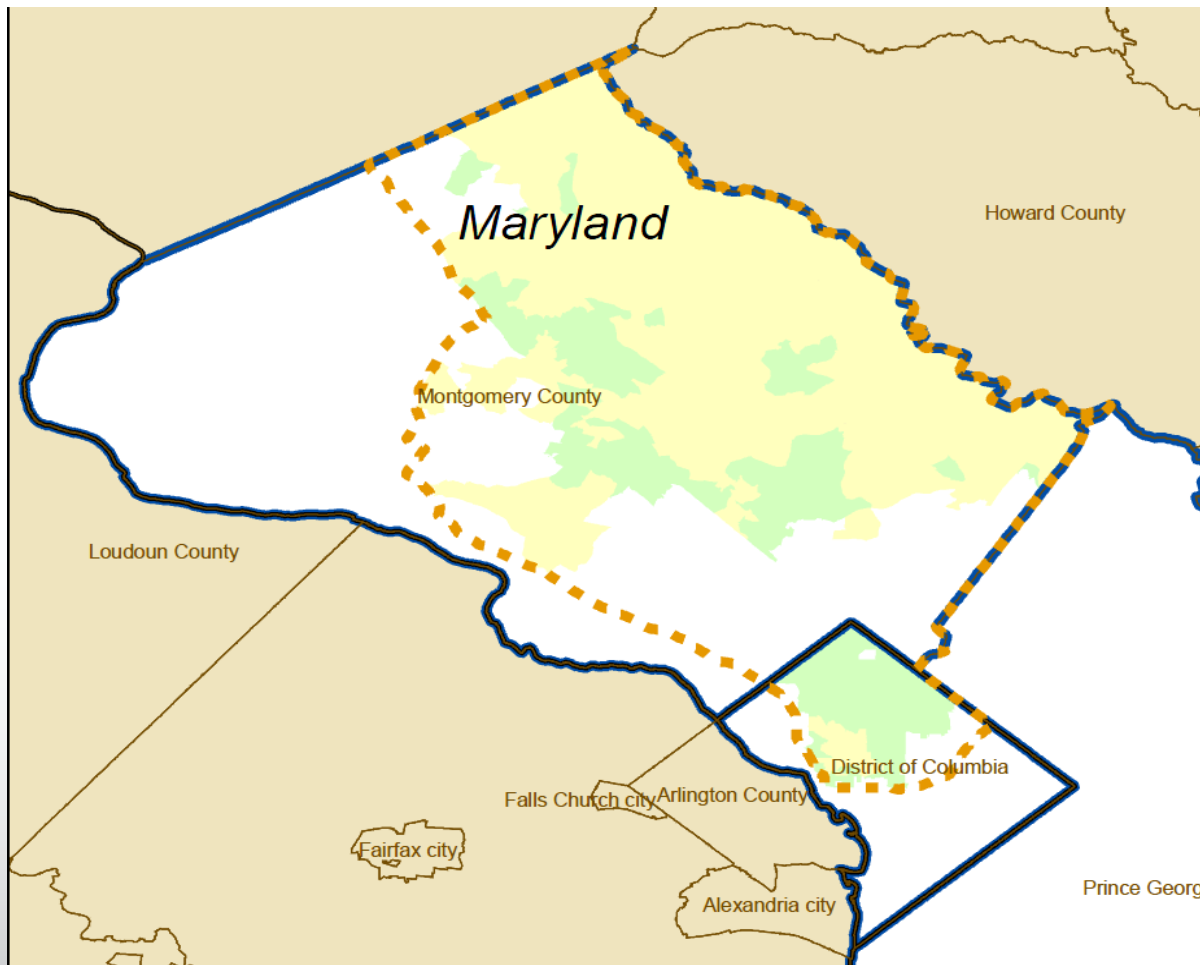 Maryland
Howard County
Montgomery County
Loudoun County
District of Columbia
Falls Church city
Arlington County
Fairfax city
Prince Georg
Alexandria city